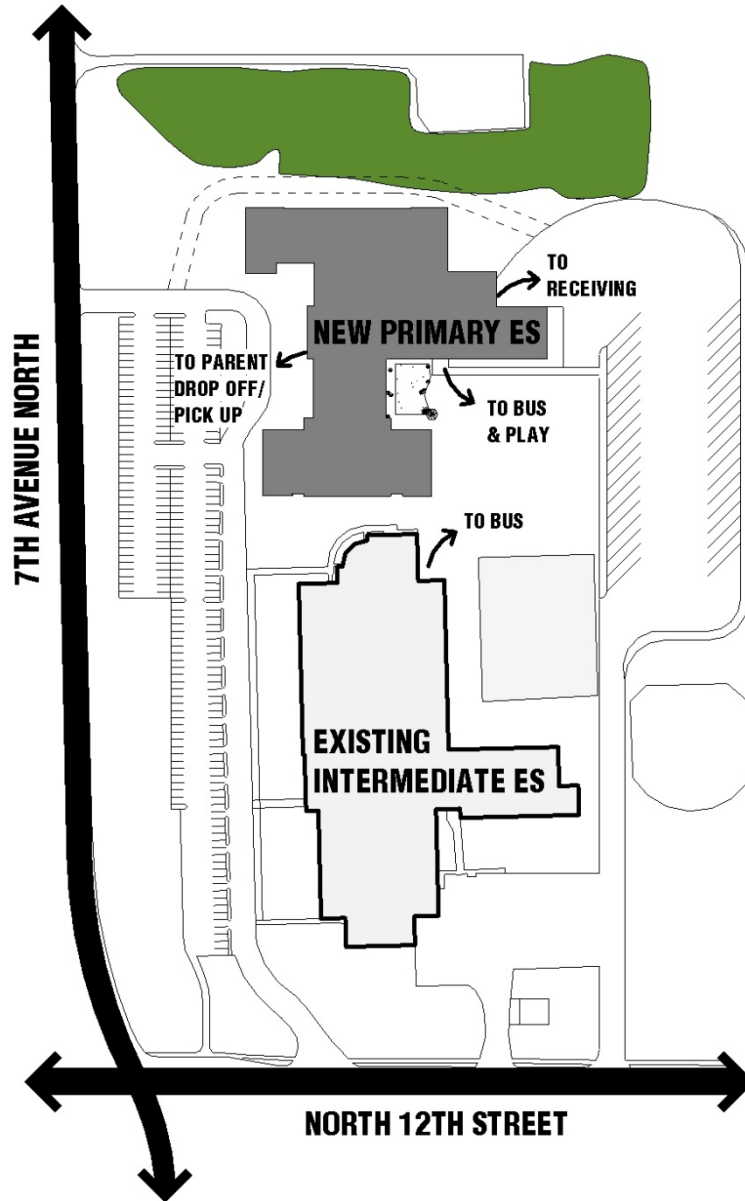 TO
RECEIVING
NEW PRIMARY ES
TO PARENT
DROP OFF/
PICK UP
TO BUS
& PLAY
7TH AVENUE NORTH
TO BUS
EXISTING
INTERMEDIATE ES
NORTH 12TH STREET